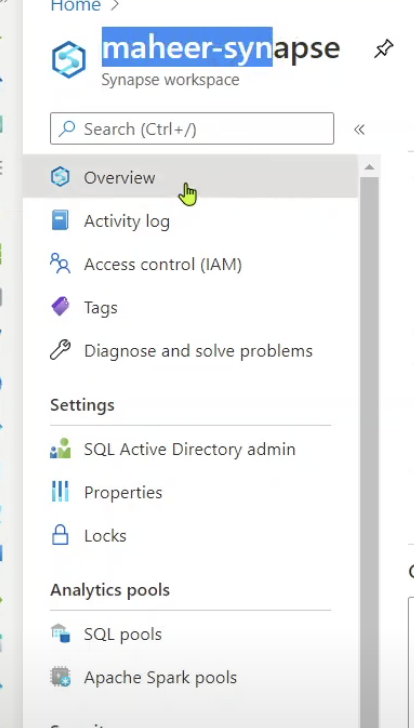 Home >
maheer-synapse
Synapse workspace
Search (Ctrl+/)
Overview
Activity log
Access control (IAM)
Tags
Diagnose and solve problems
Settings
SQL Active Directory admin
Properties
Locks
Analytics pools
SQL pools
Apache Spark pools